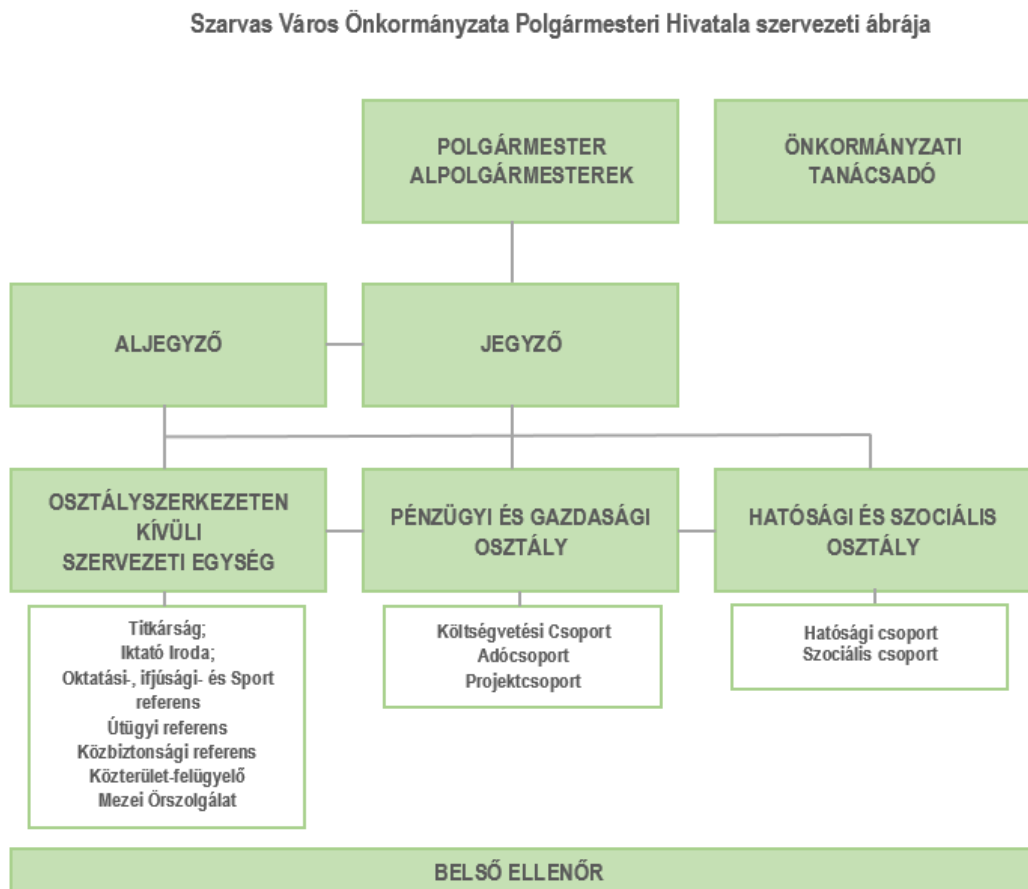 Szarvas Város Önkormányzata Polgármesteri Hivatala szervezeti ábrája
POLGÁRMESTER
ALPOLGÁRMESTEREK
ÖNKORMÁNYZATI
TANÁCSADÓ
ALJEGYZŐ
JEGYZŐ
OSZTÁLYSZERKEZETEN
KÍVÜLI
SZERVEZETI EGYSÉG
PÉNZÜGYI ÉS GAZDASÁGI
OSZTÁLY
HATÓSÁGI ÉS SZOCIÁLIS
OSZTÁLY
Titkárság;
Iktató Iroda;
Oktatási-, ifjúsági- és Sport
referens
Útügyi referens
Közbiztonsági referens
Közterület-felügyelő
Mezei Őrszolgálat
Költségvetési Csoport
Adócsoport
Projektcsoport
Hatósági csoport
Szociális csoport
BELSŐ ELLENŐR